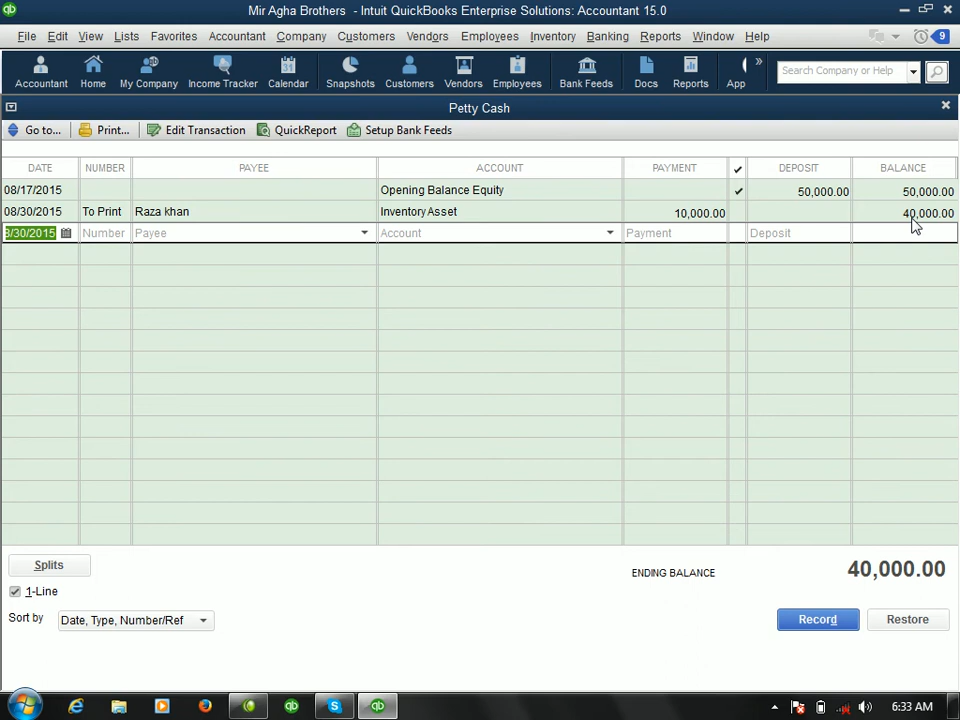 Mir Agha Brothers - Intuit QuickBooks Enterprise Solutions: Accountant 15.0
File Edit View Lists Favorites Accountant Company Customers Vendors Employees Inventory Banking Reports Window Help 9
Accountant Home My Company Income Tracker Calendar Snapshots Customers Vendors Employees Bank Feeds Docs Reports App » Search Company or Help
Petty Cash
Go to... Print... Edit Transaction QuickReport Setup Bank Feeds
DATE NUMBER PAYEE ACCOUNT PAYMENT ✓ DEPOSIT BALANCE
08/17/2015 Opening Balance Equity ✓ 50,000.00 50,000.00
08/30/2015 To Print Raza khan Inventory Asset 10,000.00 40,000.00
8/30/2015 Number Payee Account Payment Deposit
Splits
ENDING BALANCE 40,000.00
1-Line
Sort by Date, Type, Number/Ref
Record Restore
6:33 AM